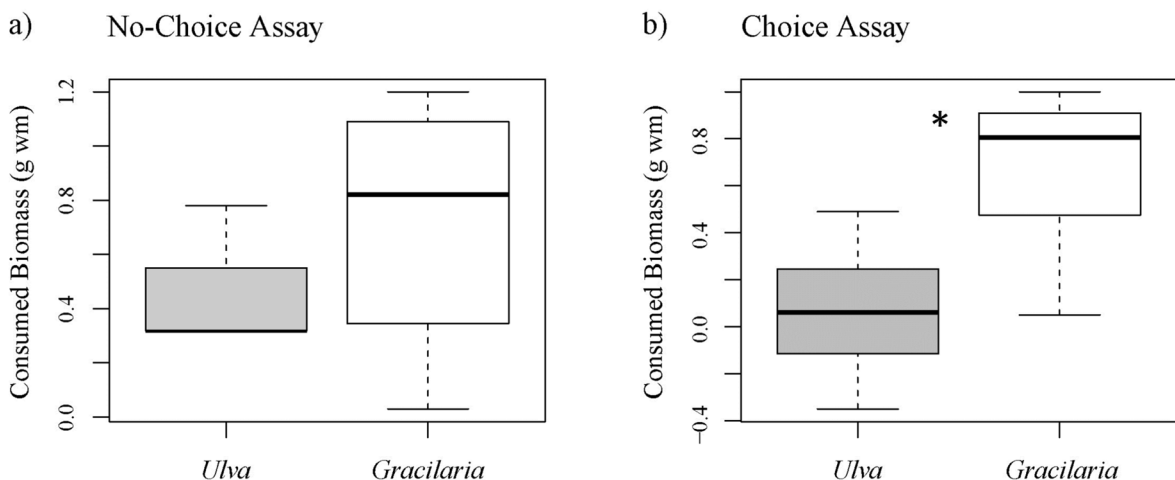 a) No-Choice Assay
Consumed Biomass (g wm)
1.2
0.8
0.4
0.0
Ulva Gracilaria
b) Choice Assay
Consumed Biomass (g wm)
0.8
0.4
0.0
−0.4
*
Ulva Gracilaria